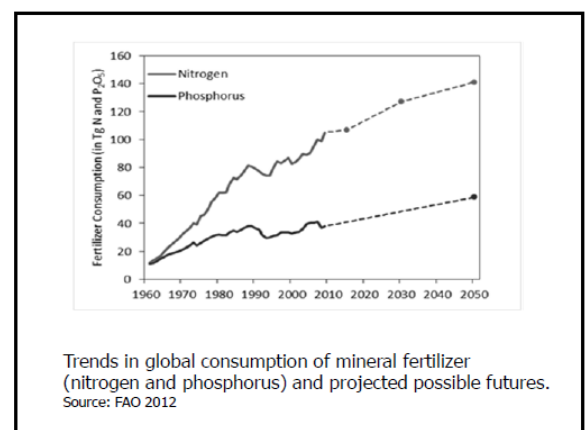 160
140
120
100
80
60
40
20
0
Fertilizer Consumption (in Tg N and P₂O₅)
Nitrogen
Phosphorus
1960 1970 1980 1990 2000 2010 2020 2030 2040 2050
Trends in global consumption of mineral fertilizer
(nitrogen and phosphorus) and projected possible futures.
Source: FAO 2012